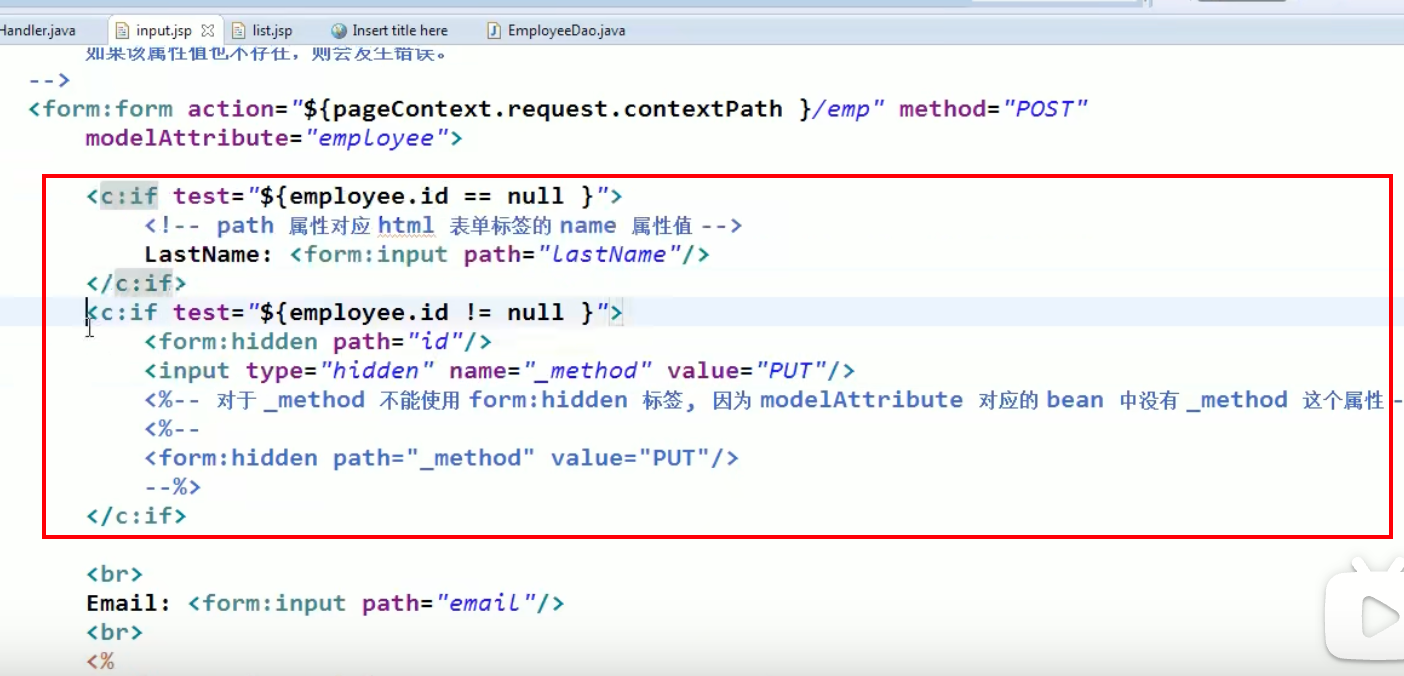 Handler.java input.jsp list.jsp Insert title here EmployeeDao.java
如果该属性值也不存在，则会发生错误。
-->
<form:form action="${pageContext.request.contextPath }/emp" method="POST"
modelAttribute="employee">
<c:if test="${employee.id == null }">
<!-- path 属性对应 html 表单标签的 name 属性值 -->
LastName: <form:input path="lastName"/>
</c:if>
<c:if test="${employee.id != null }">
<form:hidden path="id"/>
<input type="hidden" name="_method" value="PUT"/>
<%-- 对于 _method 不能使用 form:hidden 标签, 因为 modelAttribute 对应的 bean 中没有 _method 这个属性 -
<%--
<form:hidden path="_method" value="PUT"/>
--%>
</c:if>
<br>
Email: <form:input path="email"/>
<br>
<%